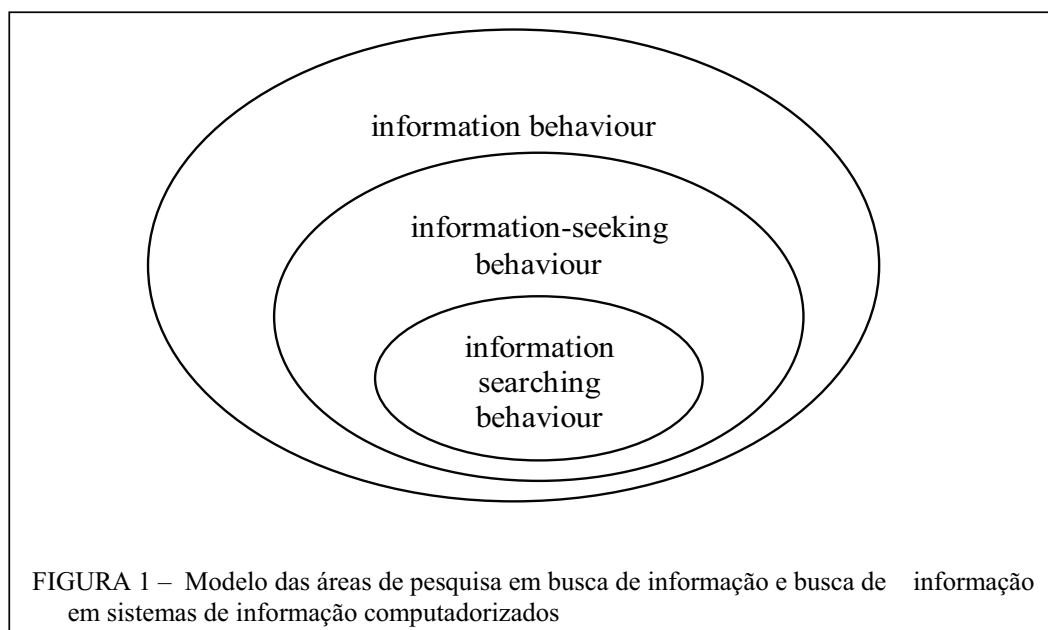 information behaviour
information-seeking
behaviour
information
searching
behaviour
FIGURA 1 – Modelo das áreas de pesquisa em busca de informação e busca de informação
em sistemas de informação computadorizados